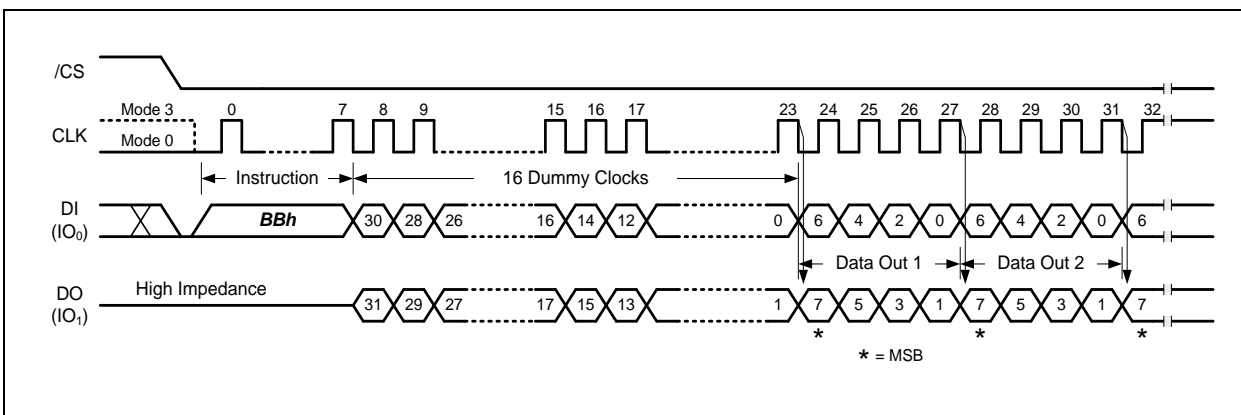 /CS
Mode 3 0 7 8 9 15 16 17 23 24 25 26 27 28 29 30 31 32
CLK
Mode 0
Instruction 16 Dummy Clocks
DI
(IO0)
BBh 30 28 26 16 14 12 0 6 4 2 0 6 4 2 0 6
Data Out 1 Data Out 2
High Impedance
DO
(IO1)
31 29 27 17 15 13 1 7 5 3 1 7 5 3 1 7
* * *
* = MSB